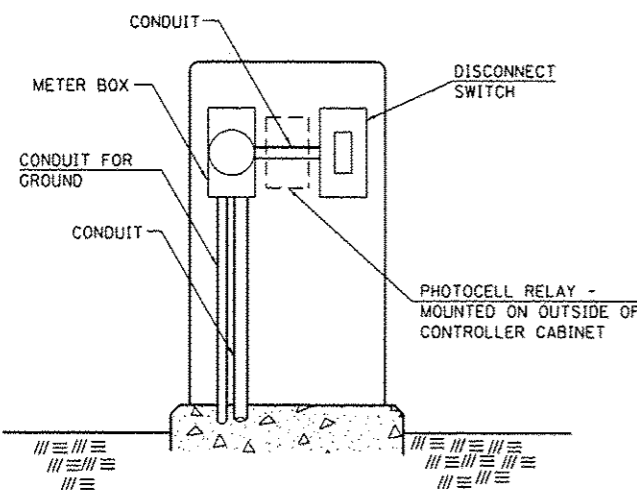 CONDUIT
DISCONNECT
SWITCH
METER BOX
CONDUIT FOR
GROUND
CONDUIT
PHOTOCELL RELAY -
MOUNTED ON OUTSIDE OF
CONTROLLER CABINET